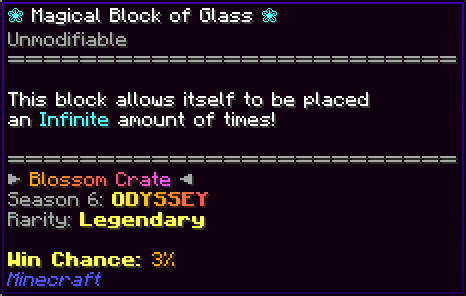 ❀ Magical Block of Glass ❀
Unmodifiable
================================
This block allows itself to be placed
an Infinite amount of times!
================================
► Blossom Crate ◄
Season 6: ODYSSEY
Rarity: Legendary
Win Chance: 3%
Minecraft